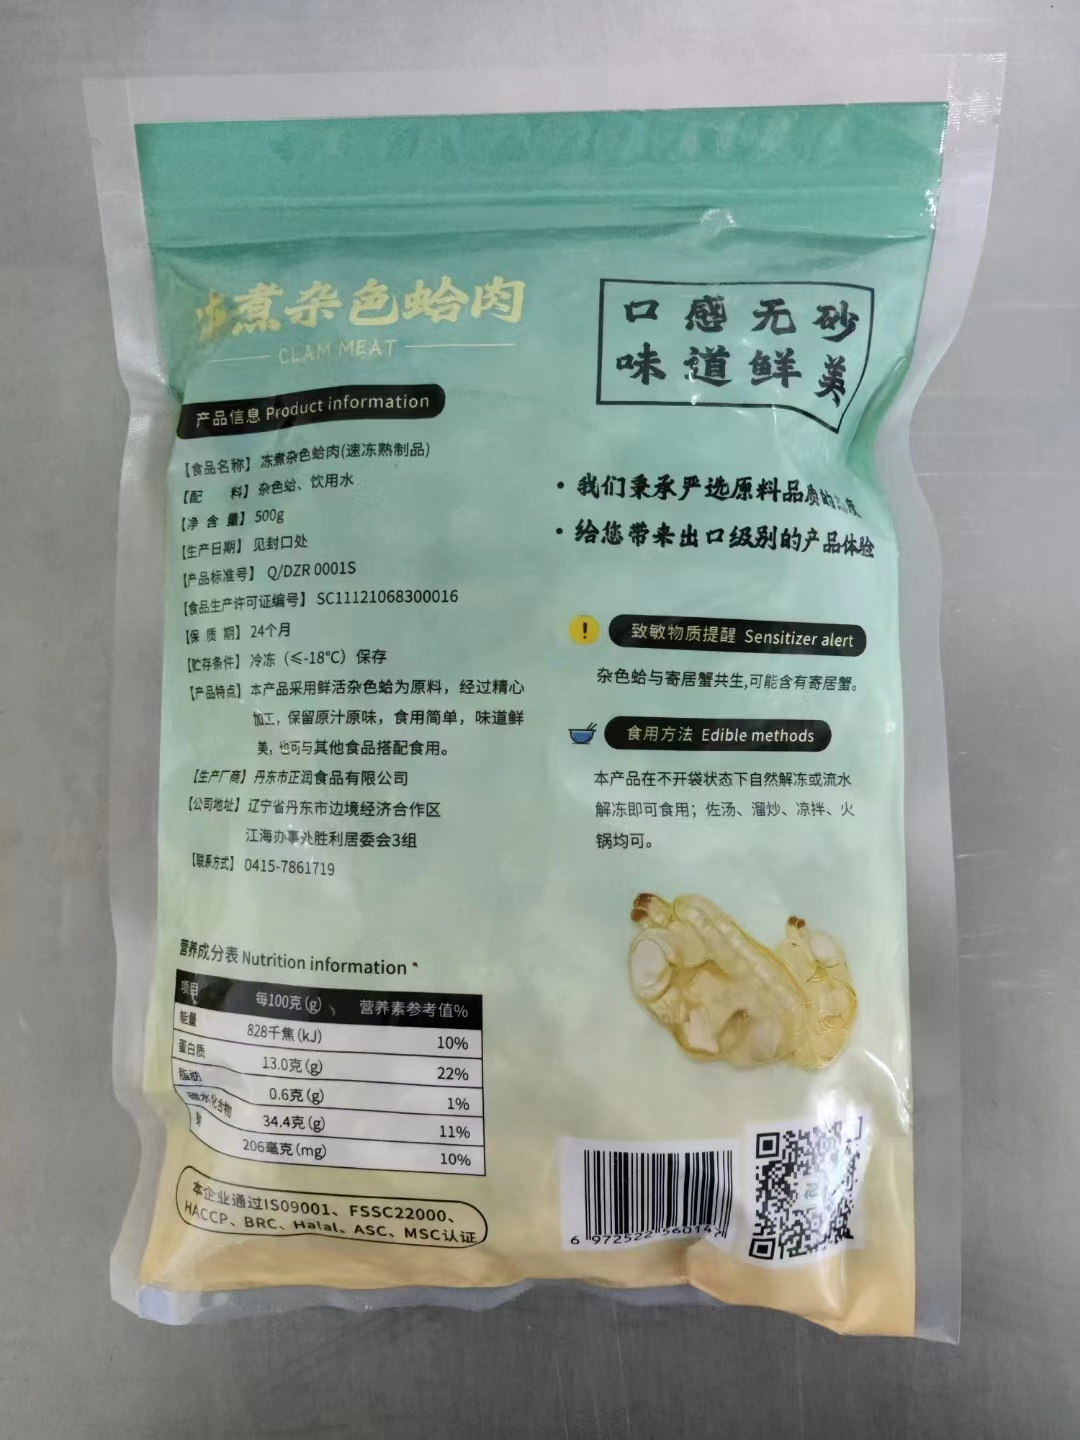 煮杂色蛤肉
CLAM MEAT
产品信息 Product information
【食品名称】冻煮杂色蛤肉(速冻熟制品)
【配 料】杂色蛤、饮用水
【净 含 量】500g
【生产日期】见封口处
【产品标准号】Q/DZR 0001S
【食品生产许可证编号】SC11121068300016
【保 质 期】24个月
【贮存条件】冷冻（≤-18℃）保存
【产品特点】本产品采用鲜活杂色蛤为原料，经过精心
加工，保留原汁原味，食用简单，味道鲜
美，也可与其他食品搭配食用。
【生产厂商】丹东市正润食品有限公司
【公司地址】辽宁省丹东市边境经济合作区
江海办事处胜利居委会3组
【联系方式】0415-7861719
营养成分表 Nutrition information
项目 每100克(g) 营养素参考值%
能量 828千焦(kJ) 10%
蛋白质 13.0克(g) 22%
脂肪 0.6克(g) 1%
水化合物 34.4克(g) 11%
206毫克(mg) 10%
本企业通过ISO9001、FSSC22000、
HACCP、BRC、Halal、ASC、MSC认证
口感无砂
味道鲜美
• 我们秉承严选原料品质的态度
• 给您带来出口级别的产品体验
! 致敏物质提醒 Sensitizer alert
杂色蛤与寄居蟹共生,可能含有寄居蟹。
食用方法 Edible methods
本产品在不开袋状态下自然解冻或流水
解冻即可食用；佐汤、溜炒、凉拌、火
锅均可。
6 972522 560147